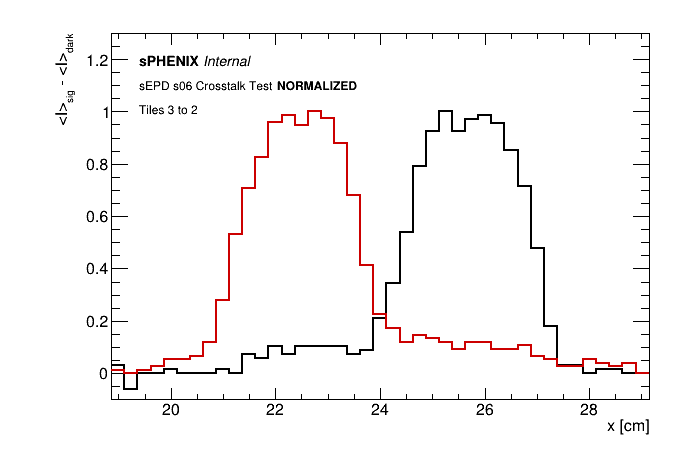 <I>sig - <I>dark
sPHENIX Internal
sEPD s06 Crosstalk Test NORMALIZED
Tiles 3 to 2
1.2
1
0.8
0.6
0.4
0.2
0
20 22 24 26 28
x [cm]